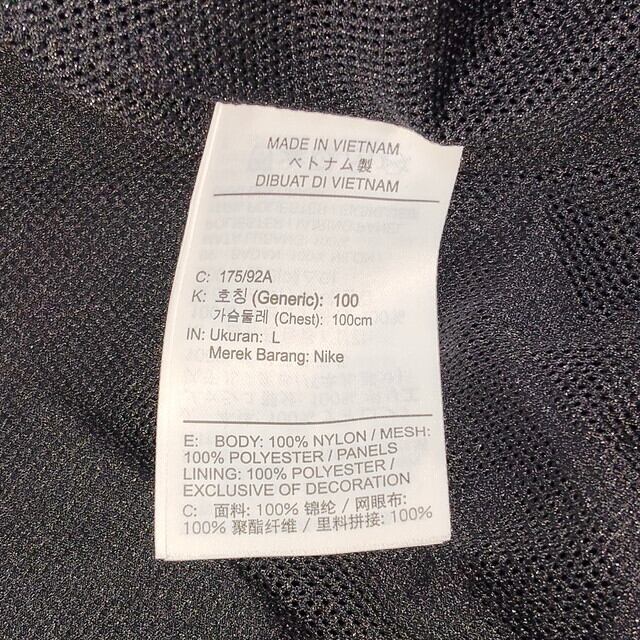 MADE IN VIETNAM
ベトナム製
DIBUAT DI VIETNAM
C: 175/92A
K: 호칭 (Generic): 100
가슴둘레 (Chest): 100cm
IN: Ukuran: L
Merek Barang: Nike
E: BODY: 100% NYLON / MESH:
100% POLYESTER / PANELS
LINING: 100% POLYESTER /
EXCLUSIVE OF DECORATION
C: 面料: 100% 锦纶 / 网眼布:
100% 聚酯纤维 / 里料拼接: 100%